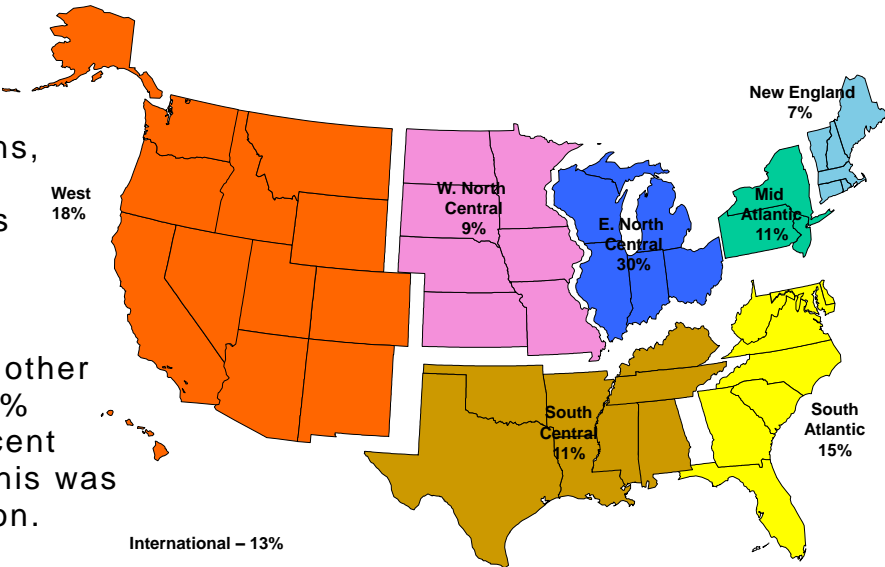 ns,
s
other
%
cent
his was
on.
West
18%
W. North
Central
9%
E. North
Central
30%
New England
7%
Mid
Atlantic
11%
South
Central
11%
South
Atlantic
15%
International – 13%